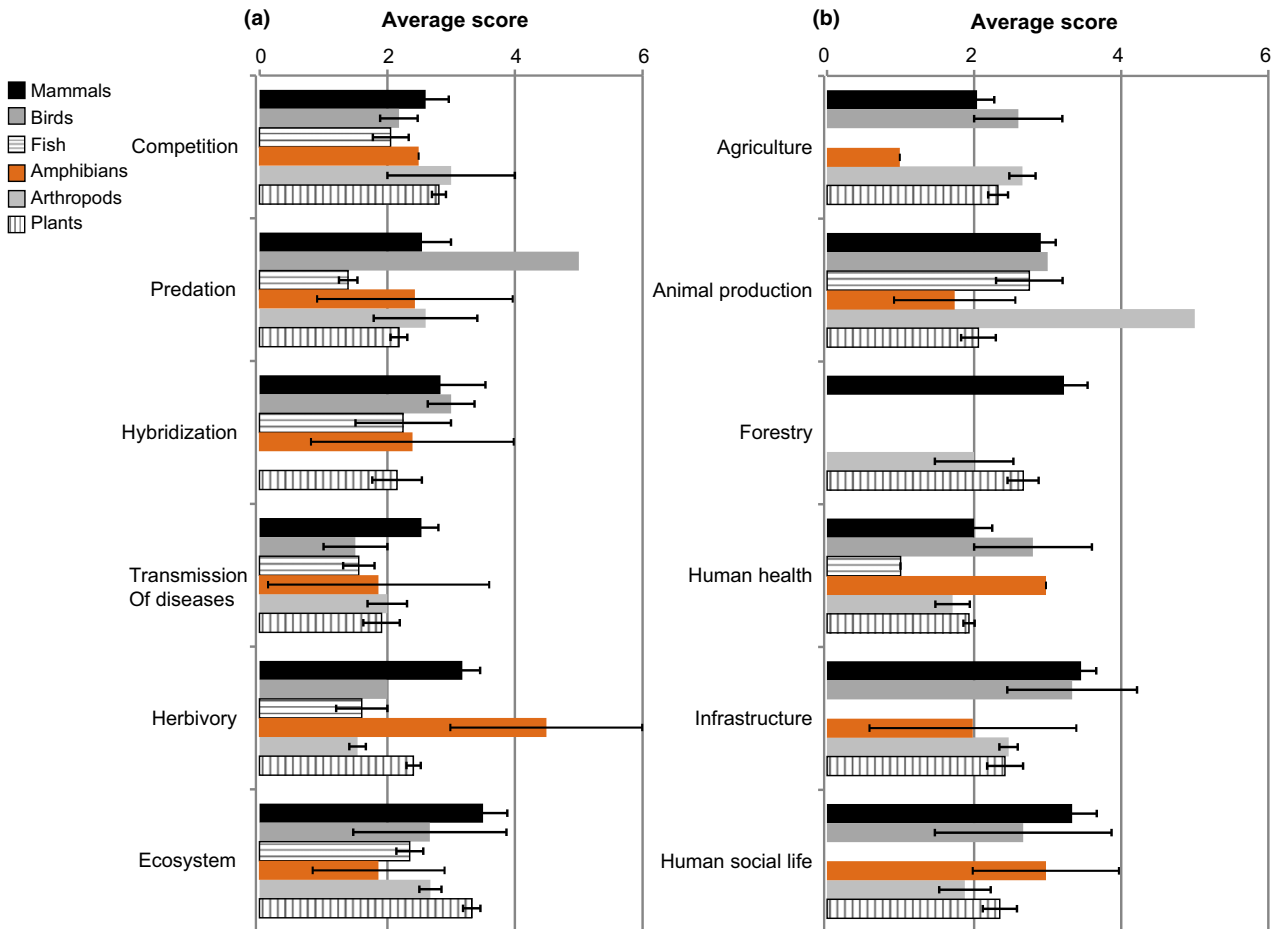 (a)
Average score
0 2 4 6
Mammals
Birds
Fish
Amphibians
Arthropods
Plants
Competition
Predation
Hybridization
Transmission
Of diseases
Herbivory
Ecosystem
(b)
Average score
0 2 4 6
Agriculture
Animal production
Forestry
Human health
Infrastructure
Human social life